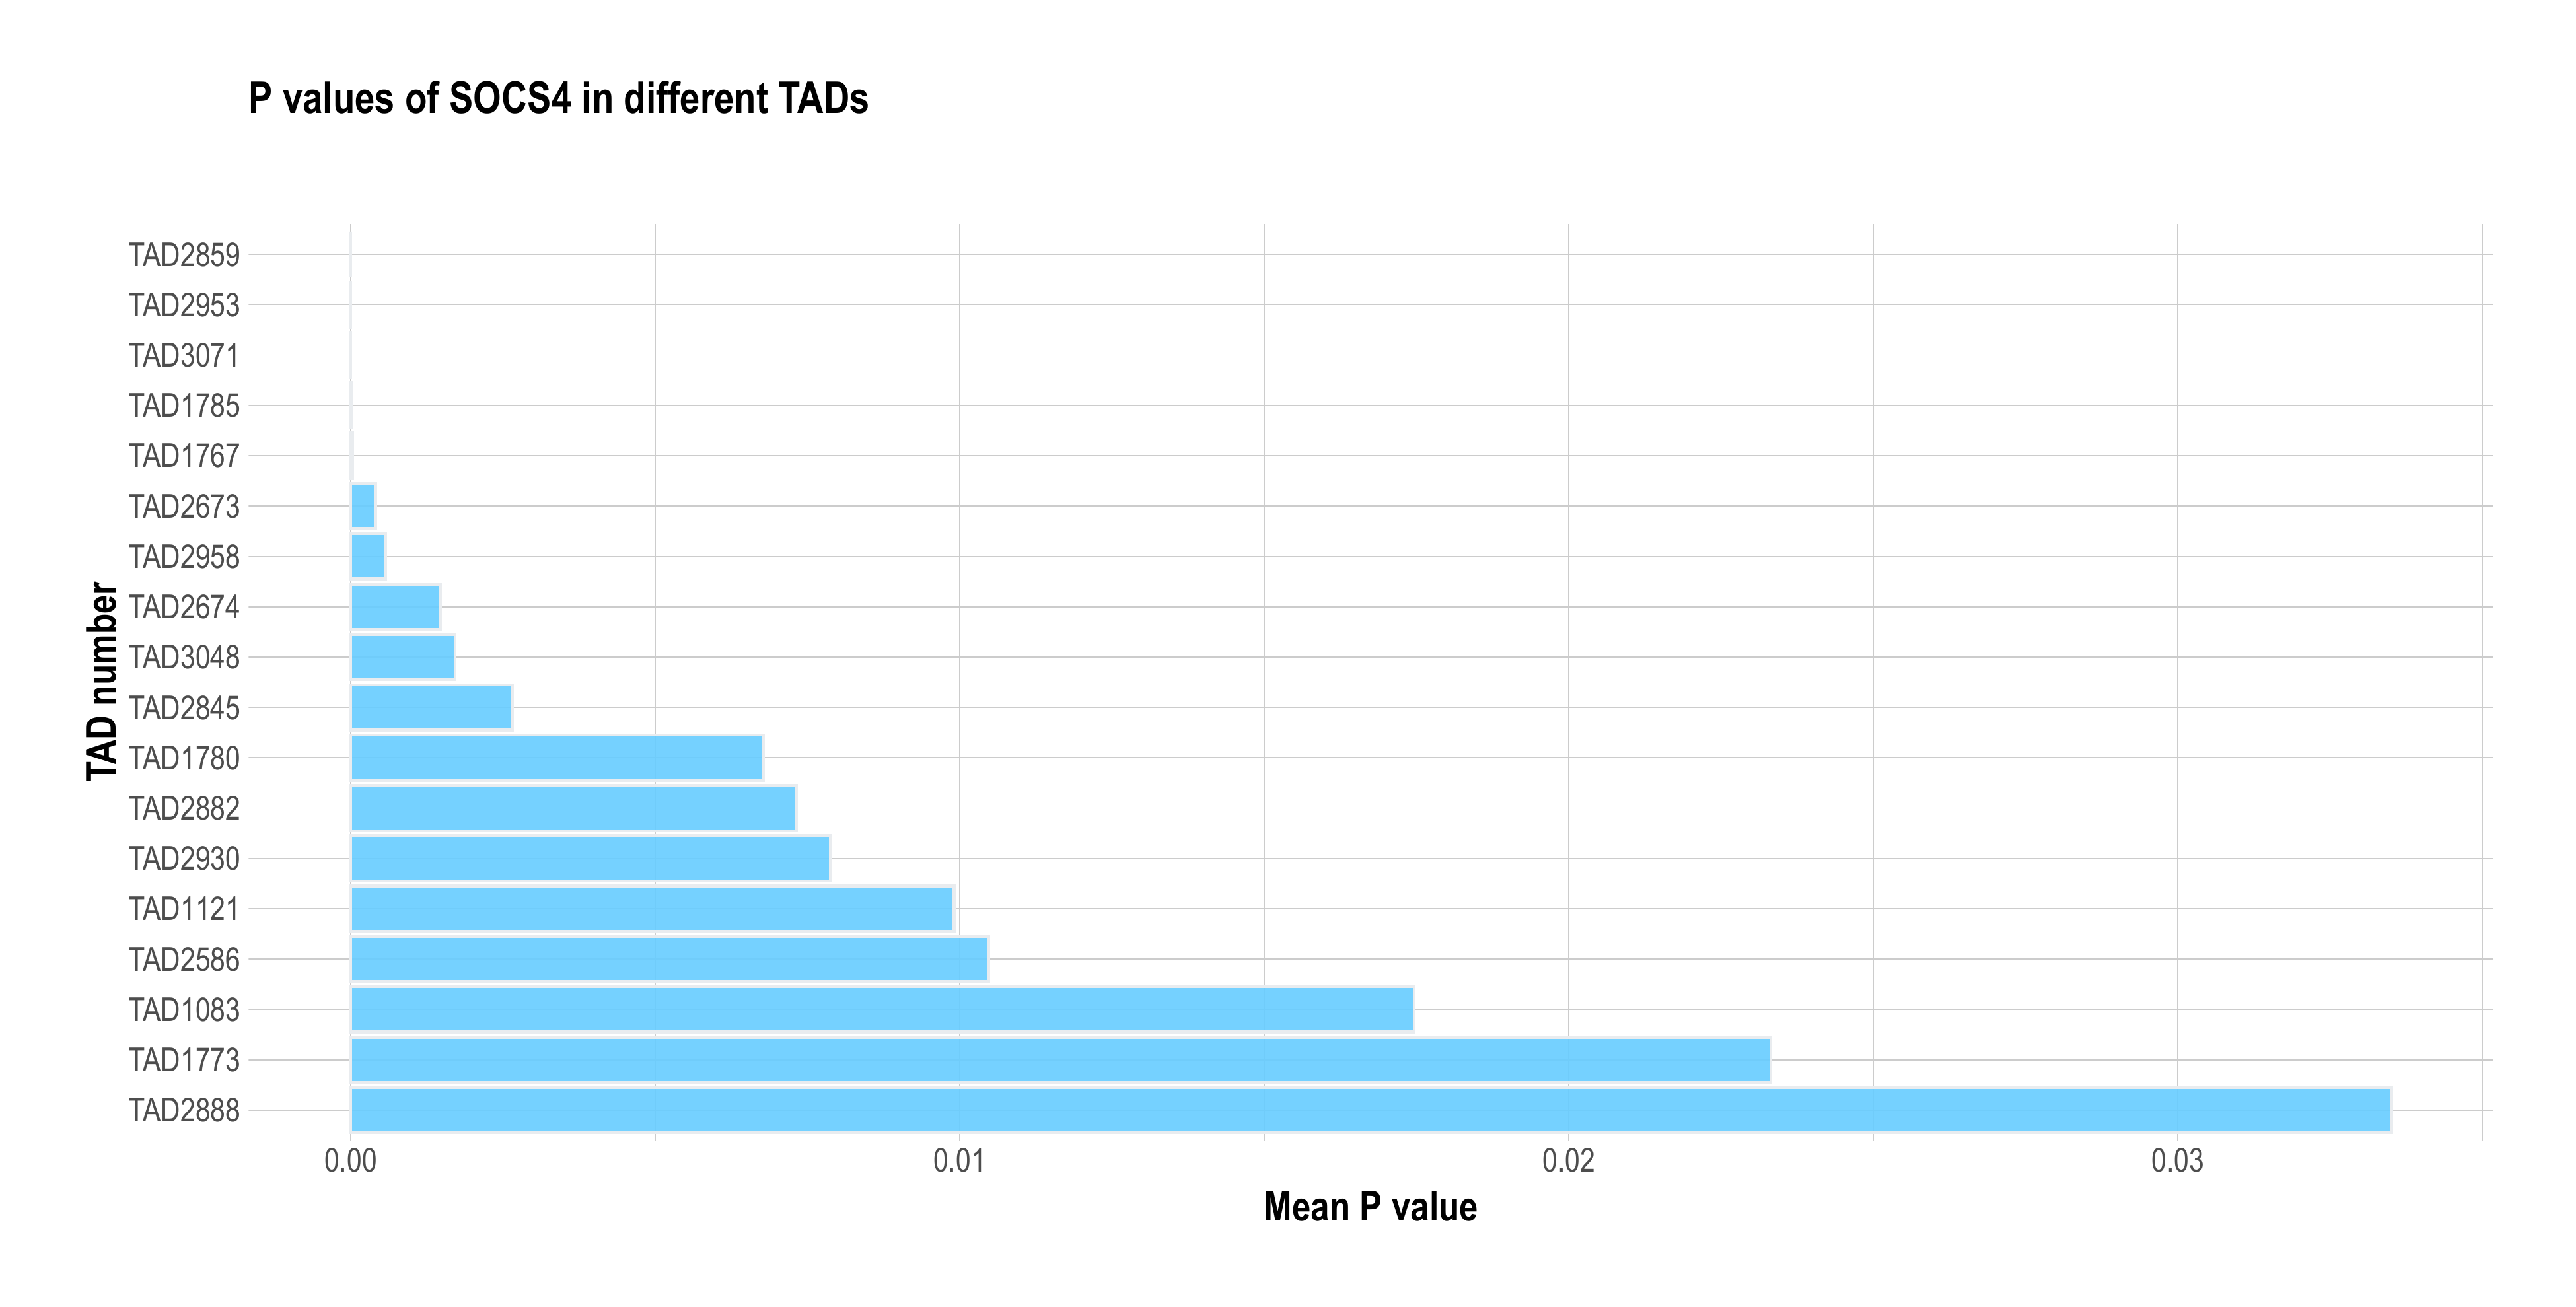 P values of SOCS4 in different TADs
TAD number
TAD2859
TAD2953
TAD3071
TAD1785
TAD1767
TAD2673
TAD2958
TAD2674
TAD3048
TAD2845
TAD1780
TAD2882
TAD2930
TAD1121
TAD2586
TAD1083
TAD1773
TAD2888
0.00 0.01 0.02 0.03
Mean P value